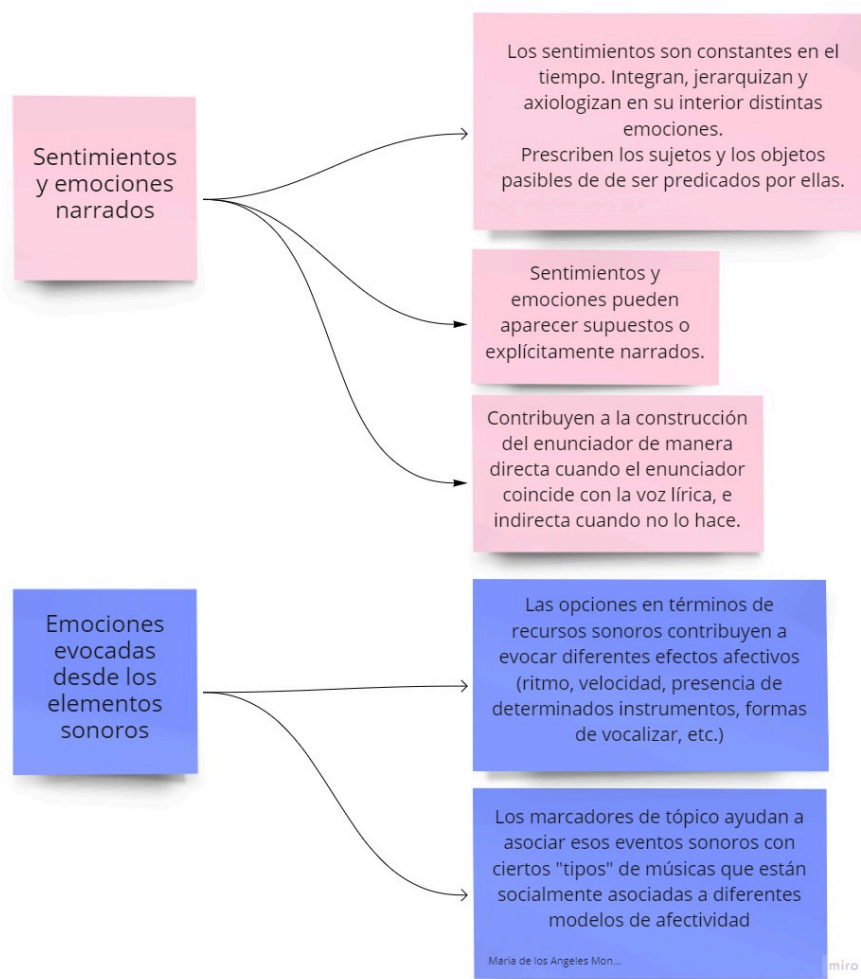 Sentimientos
y emociones
narrados
Los sentimientos son constantes en el
tiempo. Integran, jerarquizan y
axiologizan en su interior distintas
emociones.
Prescriben los sujetos y los objetos
pasibles de de ser predicados por ellas.
Sentimientos y
emociones pueden
aparecer supuestos o
explícitamente narrados.
Contribuyen a la construcción
del enunciador de manera
directa cuando el enunciador
coincide con la voz lírica, e
indirecta cuando no lo hace.
Emociones
evocadas
desde los
elementos
sonoros
Las opciones en términos de
recursos sonoros contribuyen a
evocar diferentes efectos afectivos
(ritmo, velocidad, presencia de
determinados instrumentos, formas
de vocalizar, etc.)
Los marcadores de tópico ayudan a
asociar esos eventos sonoros con
ciertos "tipos" de músicas que están
socialmente asociadas a diferentes
modelos de afectividad
Maria de los Angeles Mon...
miro